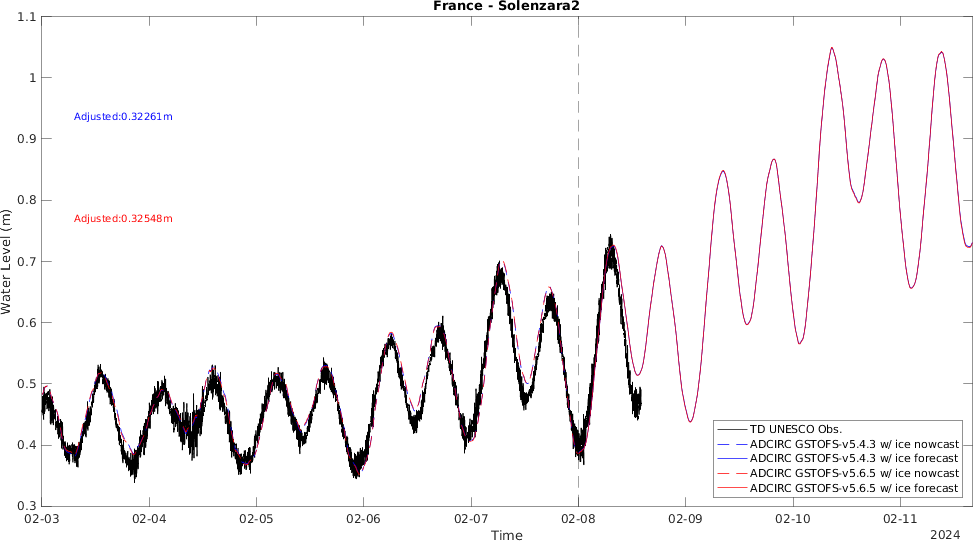 France - Solenzara2
1.1
1
0.9
0.8
0.7
0.6
0.5
0.4
0.3
Water Level (m)
Adjusted:0.32261m
Adjusted:0.32548m
TD UNESCO Obs.
ADCIRC GSTOFS-v5.4.3 w/ ice nowcast
ADCIRC GSTOFS-v5.4.3 w/ ice forecast
ADCIRC GSTOFS-v5.6.5 w/ ice nowcast
ADCIRC GSTOFS-v5.6.5 w/ ice forecast
02-03 02-04 02-05 02-06 02-07 02-08 02-09 02-10 02-11
Time
2024